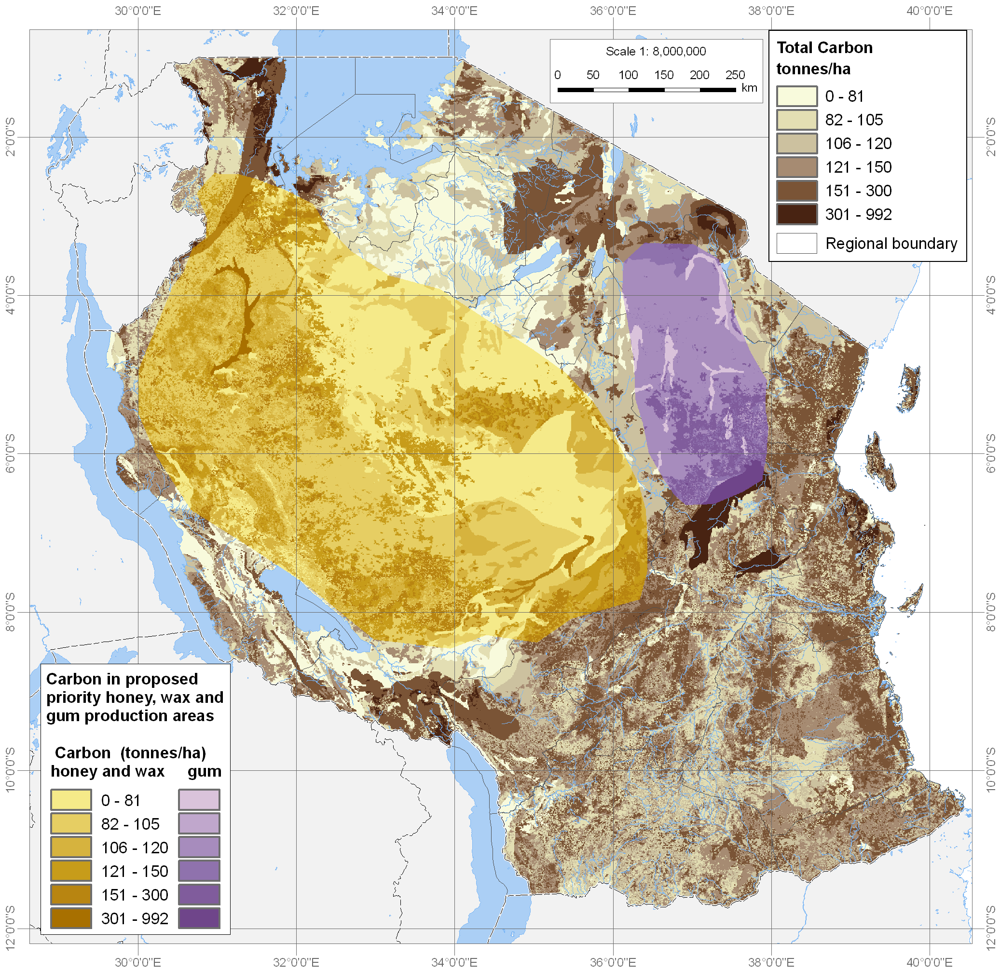 30°0'0"E 32°0'0"E 34°0'0"E 36°0'0"E 38°0'0"E 40°0'0"E
Scale 1: 8,000,000
0 50 100 150 200 250
km
Total Carbon
tonnes/ha
0 - 81
82 - 105
106 - 120
121 - 150
151 - 300
301 - 992
Regional boundary
2°0'0"S 2°0'0"S
4°0'0"S 4°0'0"S
6°0'0"S 6°0'0"S
8°0'0"S 8°0'0"S
10°0'0"S 10°0'0"S
12°0'0"S 12°0'0"S
Carbon in proposed
priority honey, wax and
gum production areas
Carbon (tonnes/ha)
honey and wax gum
0 - 81
82 - 105
106 - 120
121 - 150
151 - 300
301 - 992
30°0'0"E 32°0'0"E 34°0'0"E 36°0'0"E 38°0'0"E 40°0'0"E